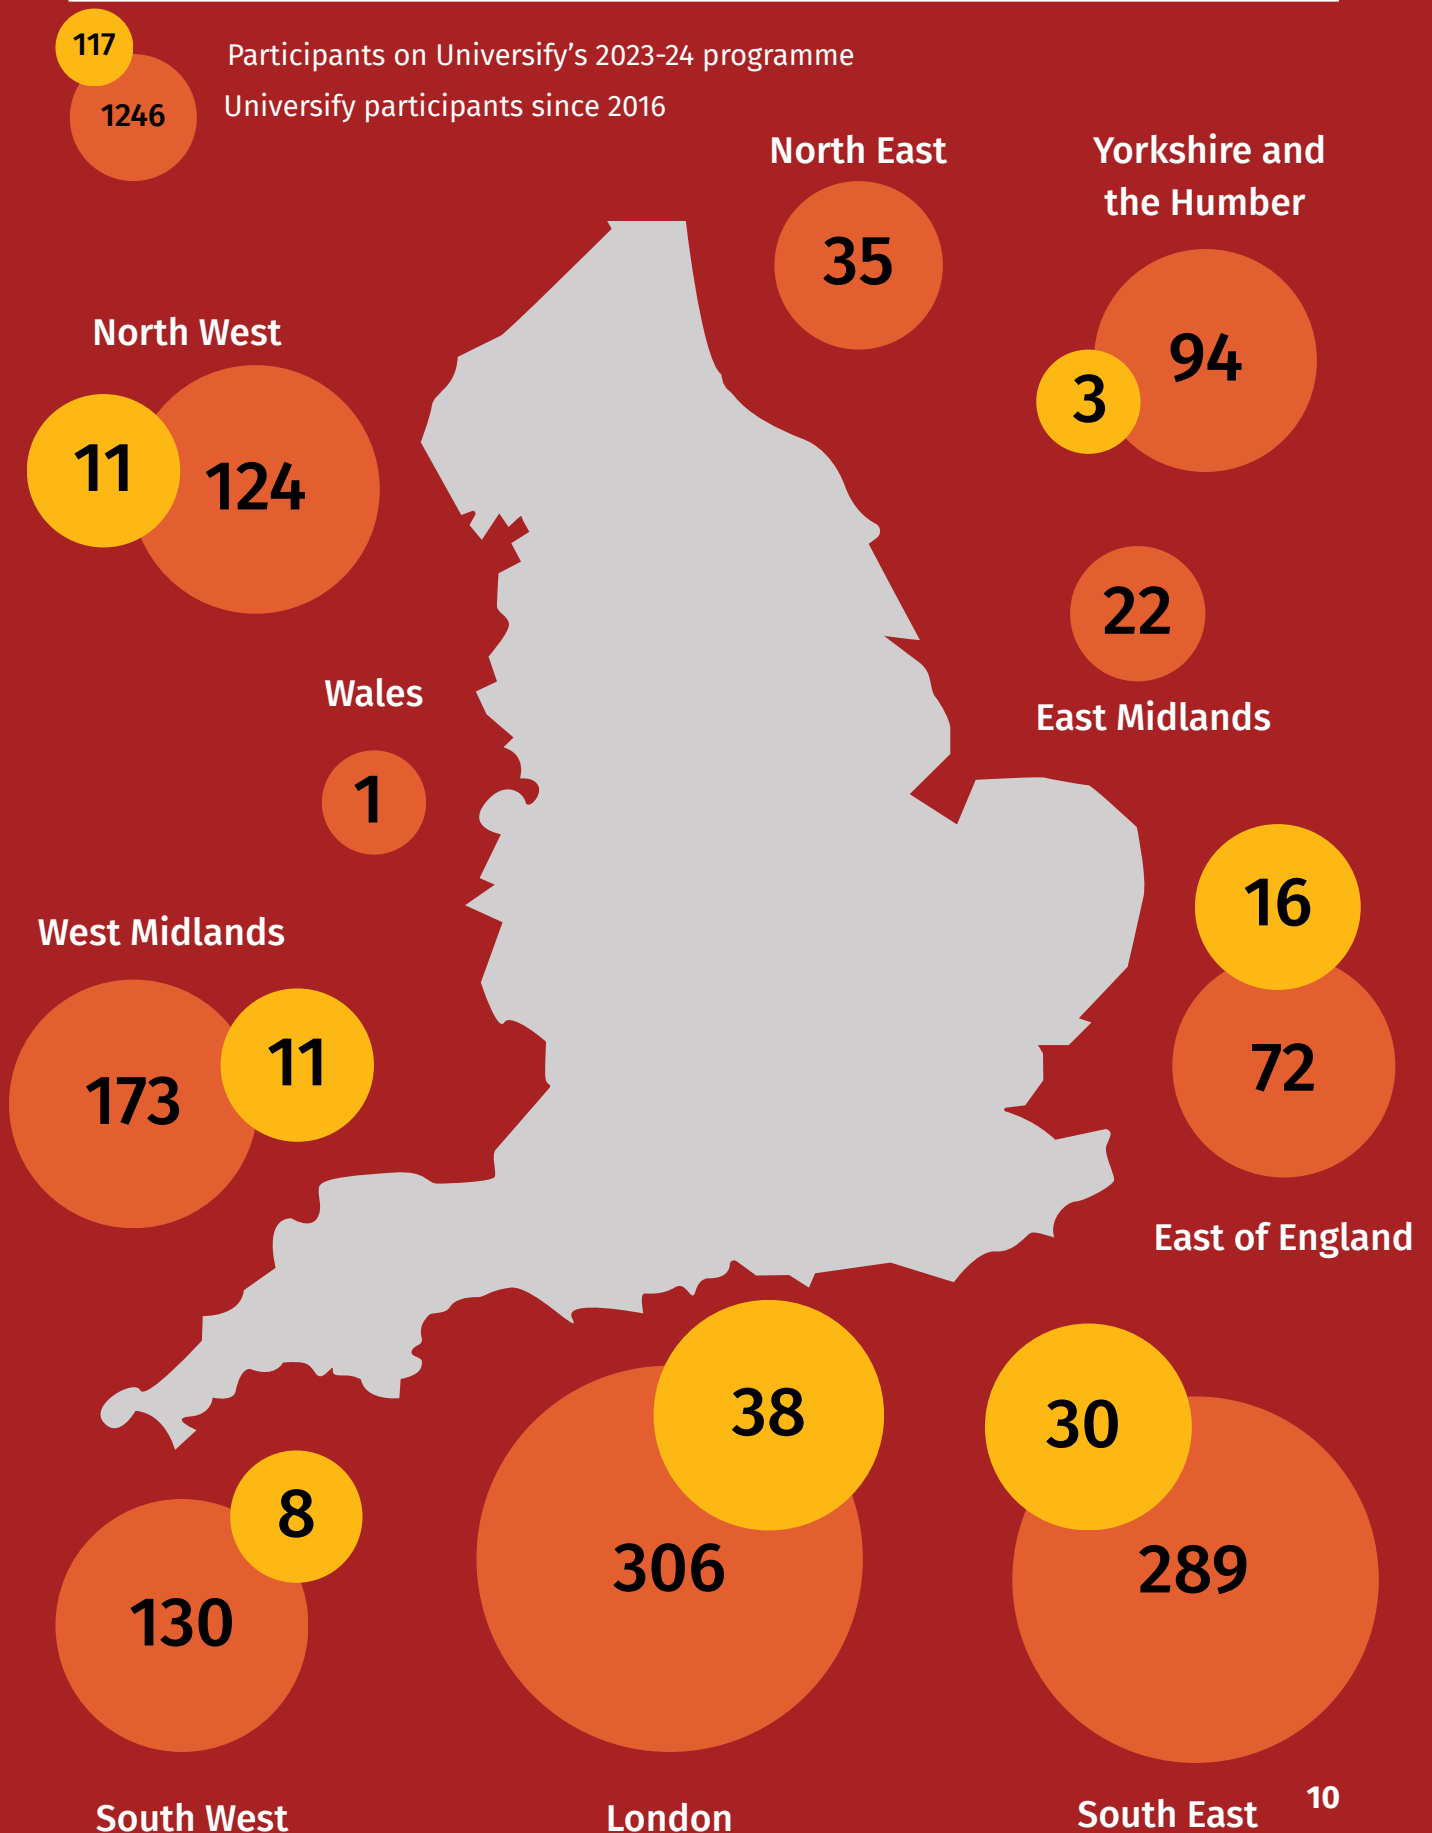 117
Participants on Universify's 2023-24 programme
1246
Universify participants since 2016
North East
35
Yorkshire and
the Humber
94
3
North West
11
124
22
East Midlands
Wales
1
16
72
East of England
West Midlands
173
11
8
130
South West
38
306
London
30
289
South East
10